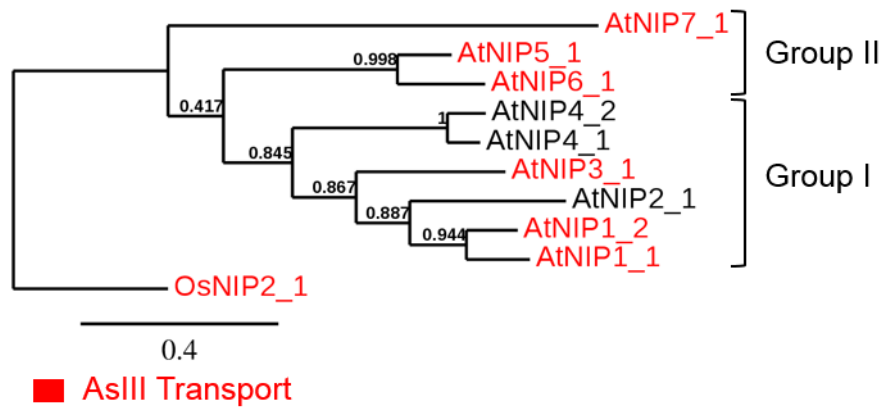 AtNIP7_1
Group II
AtNIP5_1
0.998
AtNIP6_1
0.417
AtNIP4_2
1
AtNIP4_1
0.845
AtNIP3_1
Group I
0.867
AtNIP2_1
0.887
AtNIP1_2
0.944
AtNIP1_1
OsNIP2_1
0.4
AsIII Transport